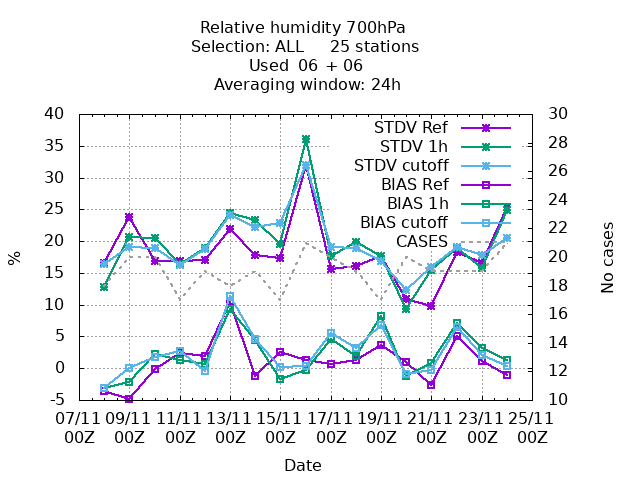 Relative humidity 700hPa
Selection: ALL 25 stations
Used 06 + 06
Averaging window: 24h
40 30
STDV Ref
35 28
STDV 1h
STDV cutoff
30 26
BIAS Ref
BIAS 1h
25 24
BIAS cutoff
20 22
CASES
15 20
10 18
5 16
0 14
-5 12
10
%
No cases
07/11 09/11 11/11 13/11 15/11 17/11 19/11 21/11 23/11 25/11
00Z 00Z 00Z 00Z 00Z 00Z 00Z 00Z 00Z 00Z
Date